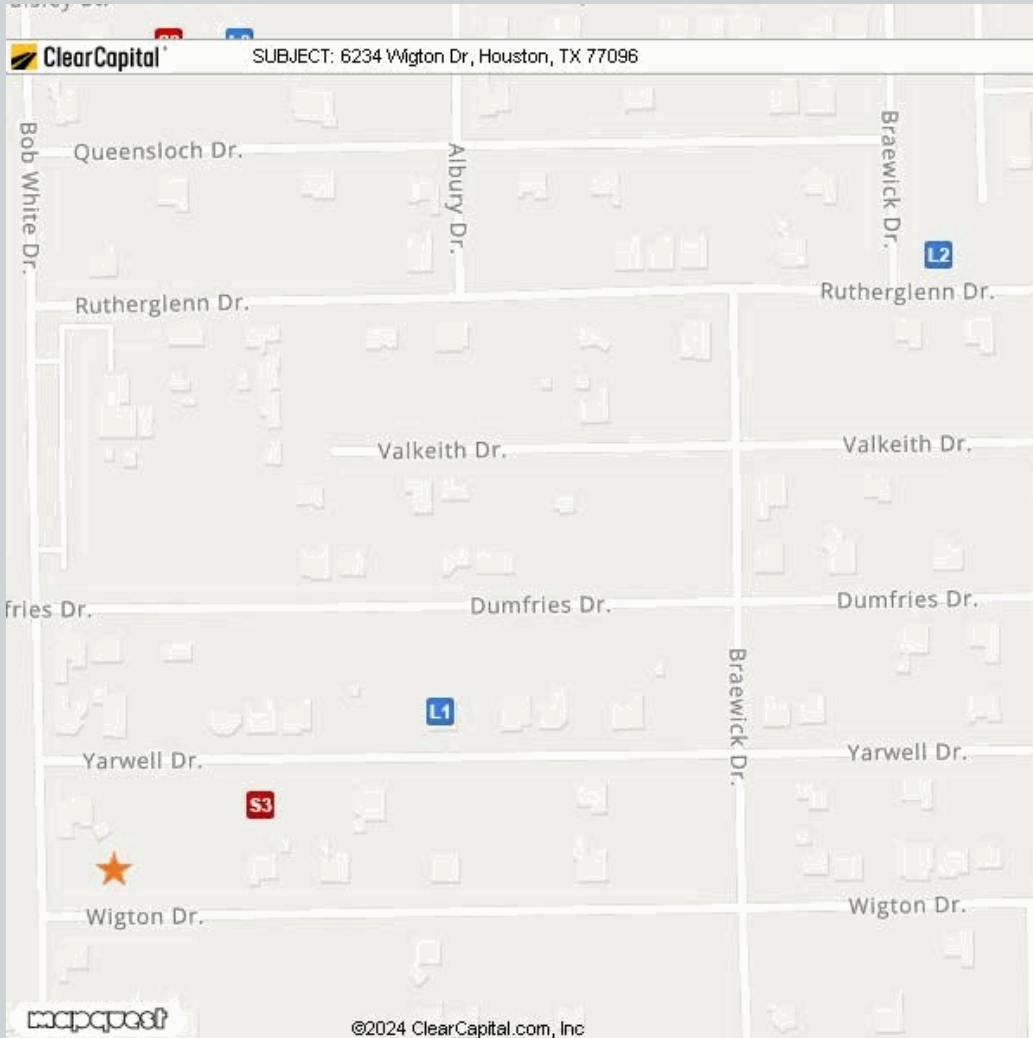 ClearCapital®
SUBJECT: 6234 Wigton Dr, Houston, TX 77096
Bob White Dr.
Queensloch Dr.
Albury Dr.
Braewick Dr.
L2
Rutherglenn Dr.
Rutherglenn Dr.
Valkeith Dr.
Valkeith Dr.
fries Dr.
Dumfries Dr.
Dumfries Dr.
Braewick Dr.
L1
Yarwell Dr.
Yarwell Dr.
S3
Wigton Dr.
Wigton Dr.
mapquest
©2024 ClearCapital.com, Inc